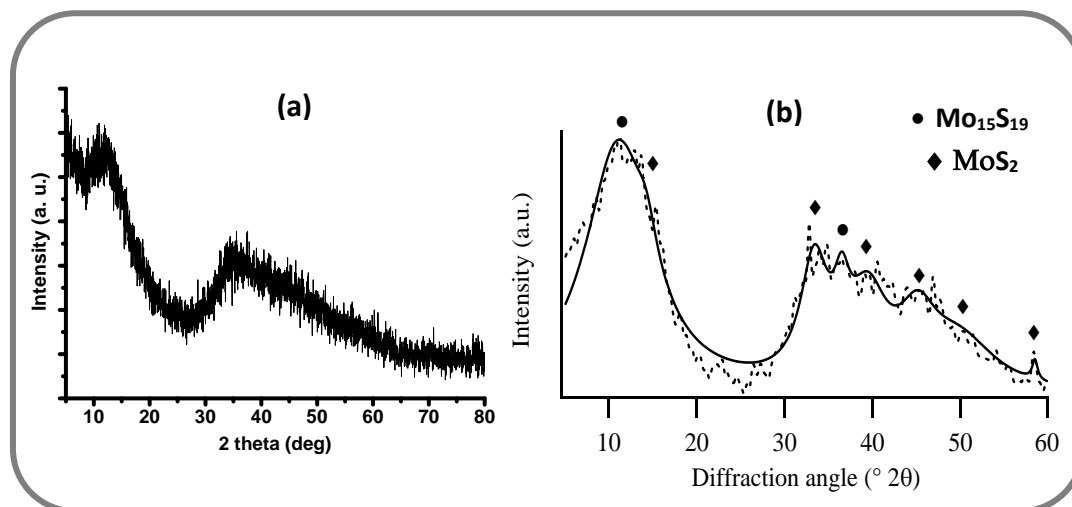 (a)
Intensity (a. u.)
10 20 30 40 50 60 70 80
2 theta (deg)
(b)
● Mo₁₅S₁₉
◆ MoS₂
Intensity (a.u.)
10 20 30 40 50 60
Diffraction angle (° 2θ)